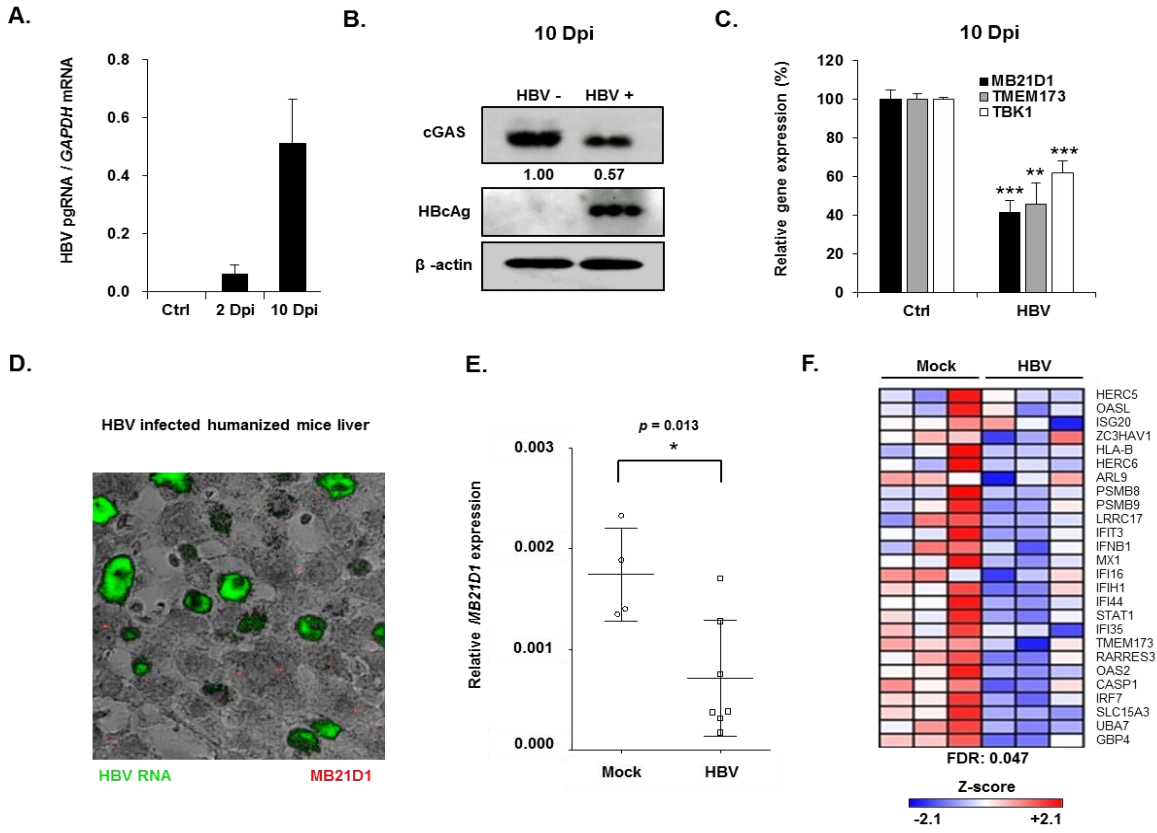 A.
HBV pgRNA / GAPDH mRNA
0.8
0.6
0.4
0.2
0.0
Ctrl 2 Dpi 10 Dpi
B.
10 Dpi
HBV - HBV +
cGAS
1.00 0.57
HBcAg
β -actin
C.
10 Dpi
Relative gene expression (%)
120
100
80
60
40
20
0
MB21D1
TMEM173
TBK1
*** ** ***
Ctrl HBV
D.
HBV infected humanized mice liver
HBV RNA MB21D1
E.
p = 0.013
*
Relative MB21D1 expression
0.003
0.002
0.001
0.000
Mock HBV
F.
Mock HBV
HERC5
OASL
ISG20
ZC3HAV1
HLA-B
HERC6
ARL9
PSMB8
PSMB9
LRRC17
IFIT3
IFNB1
MX1
IFI16
IFIH1
IFI44
STAT1
IFI35
TMEM173
RARRES3
OAS2
CASP1
IRF7
SLC15A3
UBA7
GBP4
FDR: 0.047
Z-score
-2.1 +2.1